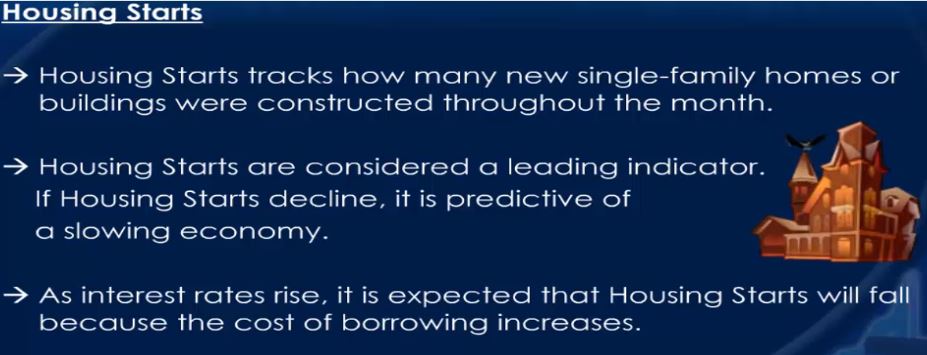 Housing Starts
→ Housing Starts tracks how many new single-family homes or
buildings were constructed throughout the month.
→ Housing Starts are considered a leading indicator.
If Housing Starts decline, it is predictive of
a slowing economy.
→ As interest rates rise, it is expected that Housing Starts will fall
because the cost of borrowing increases.